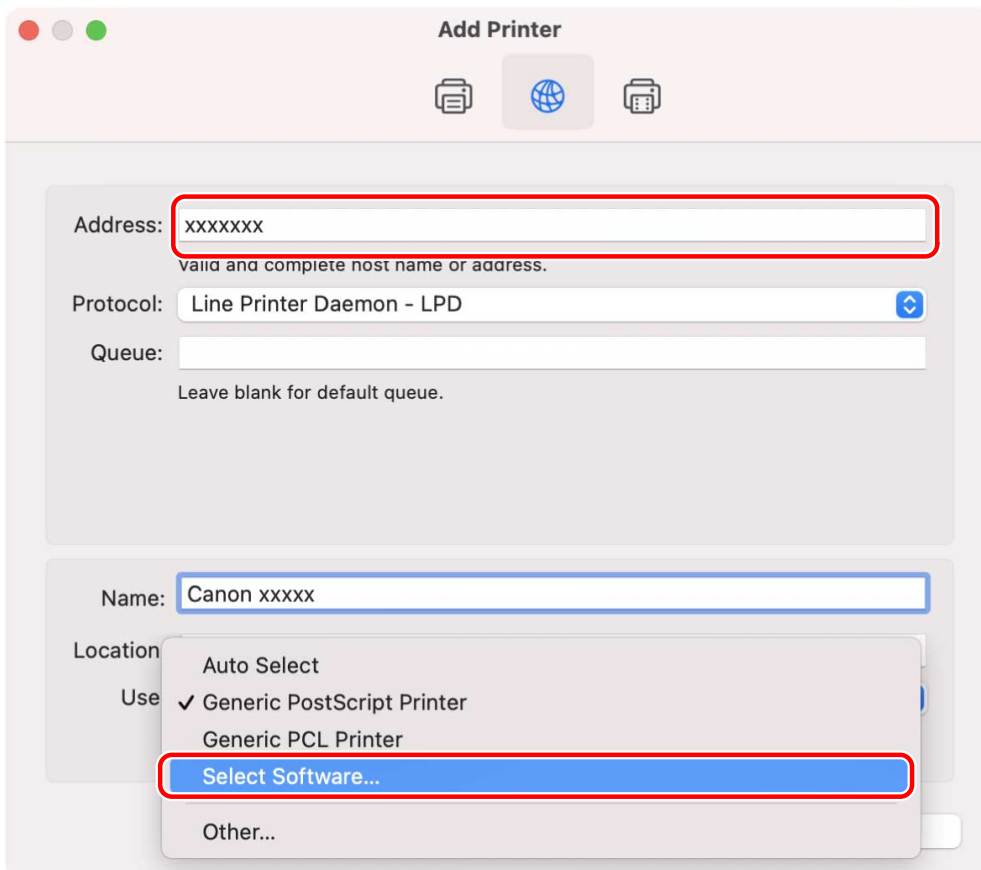 Add Printer
Address: xxxxxxx
Valid and complete host name or address.
Protocol: Line Printer Daemon - LPD
Queue:
Leave blank for default queue.
Name: Canon xxxxx
Location
Auto Select
Use ✓ Generic PostScript Printer
Generic PCL Printer
Select Software...
Other...